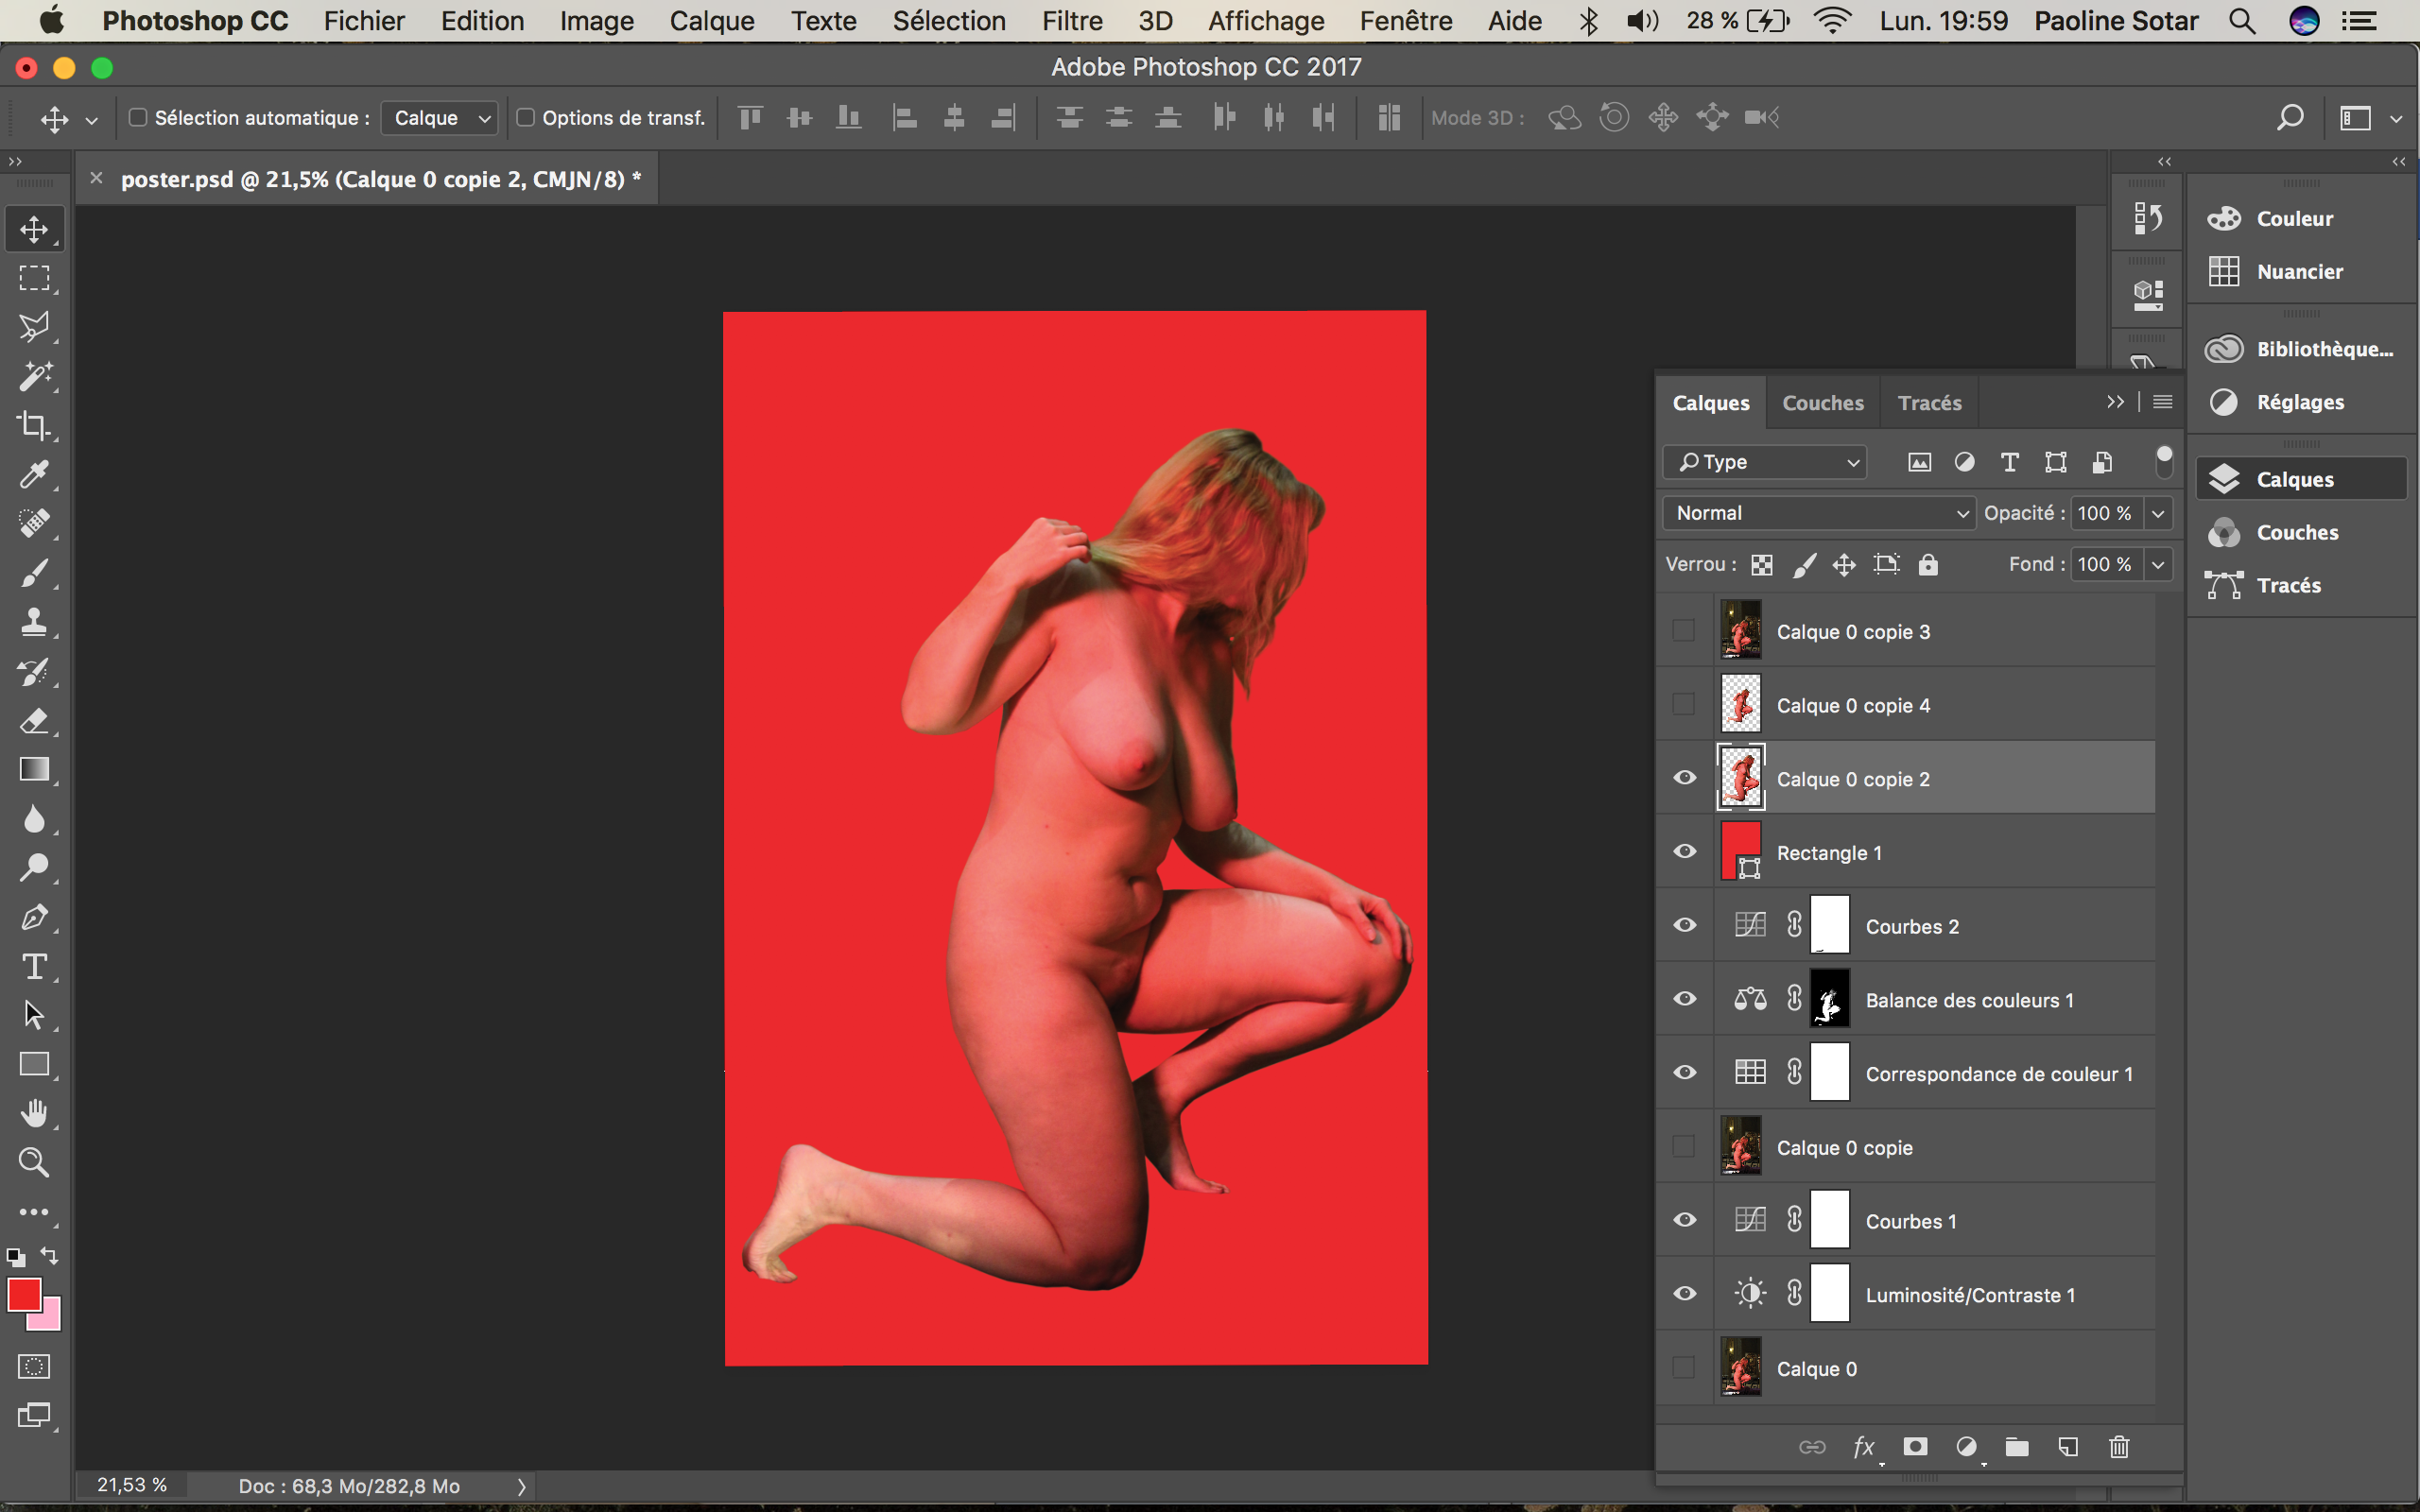 Photoshop CC Fichier Edition Image Calque Texte Sélection Filtre 3D Affichage Fenêtre Aide 28 % Lun. 19:59 Paoline Sotar
Adobe Photoshop CC 2017
Sélection automatique : Calque Options de transf. Mode 3D :
poster.psd @ 21,5% (Calque 0 copie 2, CMJN/8) *
Couleur
Nuancier
Bibliothèque...
Réglages
Calques
Couches
Tracés
Calques Couches Tracés
Type
Normal Opacité : 100 %
Verrou : Fond : 100 %
Calque 0 copie 3
Calque 0 copie 4
Calque 0 copie 2
Rectangle 1
Courbes 2
Balance des couleurs 1
Correspondance de couleur 1
Calque 0 copie
Courbes 1
Luminosité/Contraste 1
Calque 0
fx
21,53 % Doc : 68,3 Mo/282,8 Mo